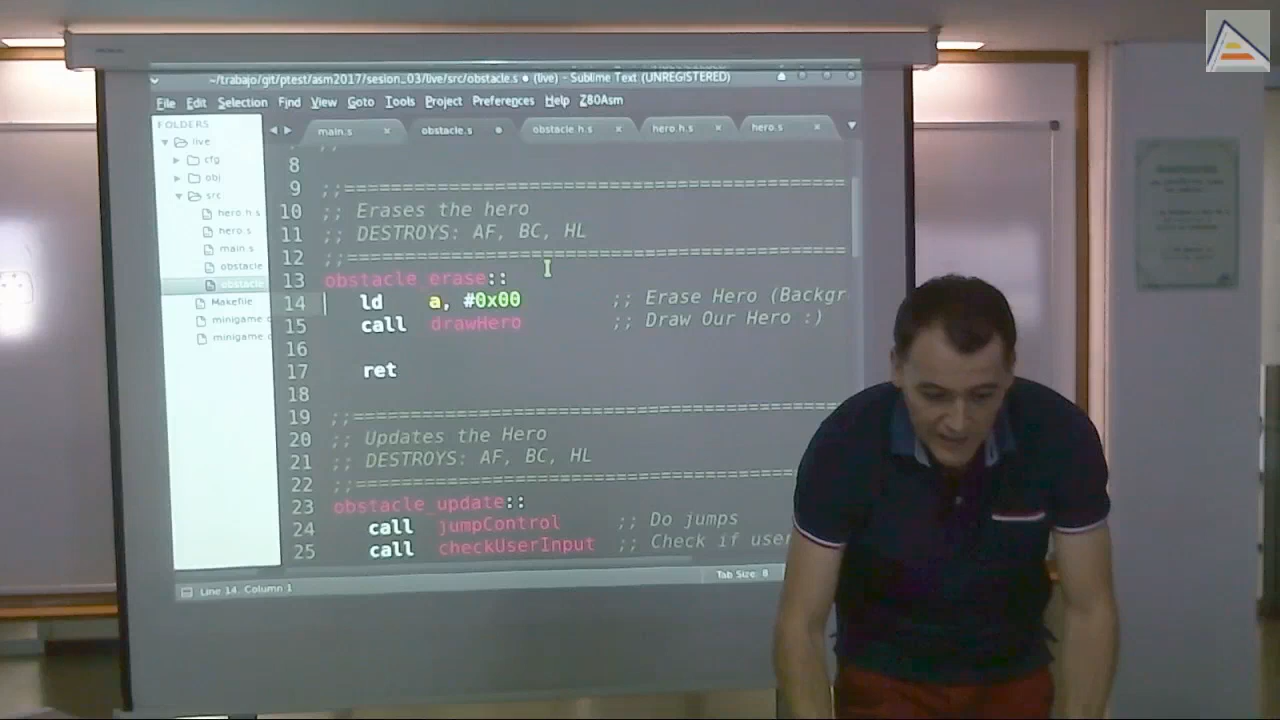 ~/trabajo/git/ptest/asm2017/sesion_03/live/src/obstacle.s • (live) - Sublime Text (UNREGISTERED)
File Edit Selection Find View Goto Tools Project Preferences Help Z80Asm
FOLDERS
live
cfg
obj
src
hero.h.s
hero.s
main.s
obstacle
obstacle
Makefile
minigame.
minigame.
main.s × obstacle.s • obstacle.h.s × hero.h.s × hero.s ×
;;
8
9 ;;==================================================
10 ;; Erases the hero
11 ;; DESTROYS: AF, BC, HL
12 ;;==================================================
13 obstacle_erase::
14 ld a, #0x00 ;; Erase Hero (Backgr
15 call drawHero ;; Draw Our Hero :)
16
17 ret
18
19 ;;==================================================
20 ;; Updates the Hero
21 ;; DESTROYS: AF, BC, HL
22 ;;==================================================
23 obstacle_update::
24 call jumpControl ;; Do jumps
25 call checkUserInput ;; Check if user
Line 14, Column 1
Tab Size: 8